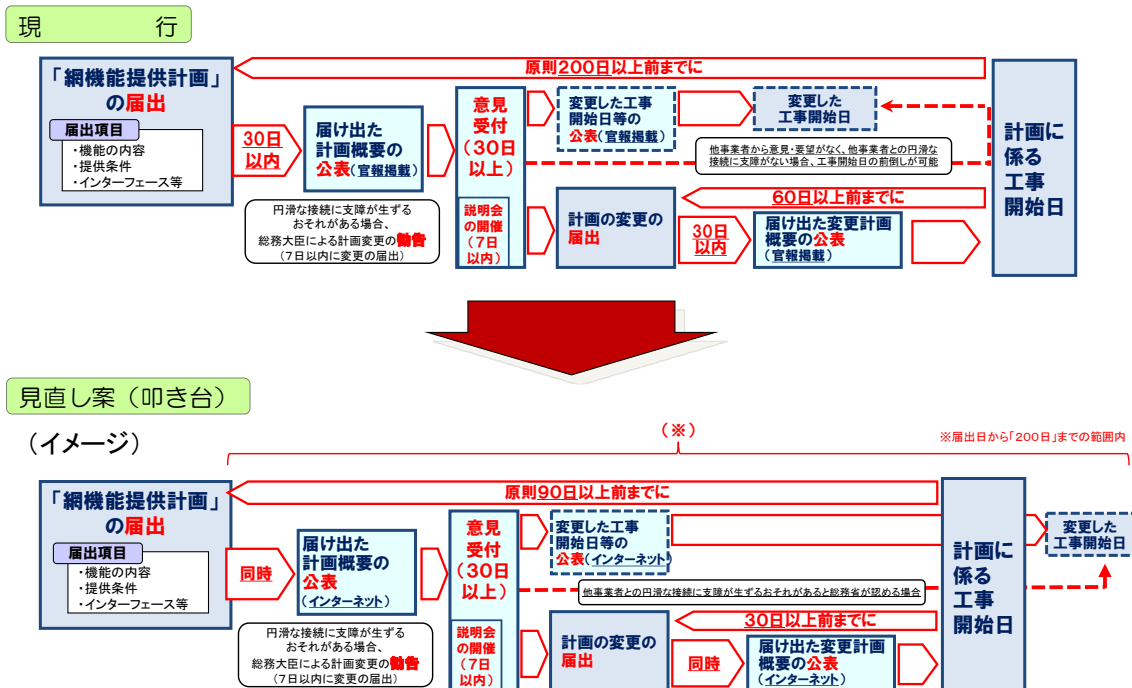 現　　　　行
原則200日以上前までに
「網機能提供計画」
の届出
届出項目
・機能の内容
・提供条件
・インターフェース等
30日
以内
届け出た
計画概要の
公表(官報掲載)
意見
受付
(30日
以上)
説明会
の開催
(7日
以内)
変更した工事
開始日等の
公表(官報掲載)
変更した
工事開始日
他事業者から意見・要望がなく、他事業者との円滑な
接続に支障がない場合、工事開始日の前倒しが可能
60日以上前までに
計画の変更の
届出
30日
以内
届け出た変更計画
概要の公表
(官報掲載)
計画に
係る
工事
開始日
円滑な接続に支障が生ずる
おそれがある場合、
総務大臣による計画変更の勧告
(7日以内に変更の届出)
見直し案（叩き台）
（イメージ）
（※）
※届出日から「200日」までの範囲内
原則90日以上前までに
「網機能提供計画」
の届出
届出項目
・機能の内容
・提供条件
・インターフェース等
同時
届け出た
計画概要の
公表
(インターネット)
意見
受付
(30日
以上)
説明会
の開催
(7日
以内)
変更した工事
開始日等の
公表(インターネット)
変更した
工事開始日
他事業者との円滑な接続に支障が生ずるおそれがあると総務省が認める場合
30日以上前までに
計画の変更の
届出
同時
届け出た変更計画
概要の公表
(インターネット)
計画に
係る
工事
開始日
円滑な接続に支障が生ずる
おそれがある場合、
総務大臣による計画変更の勧告
(7日以内に変更の届出)